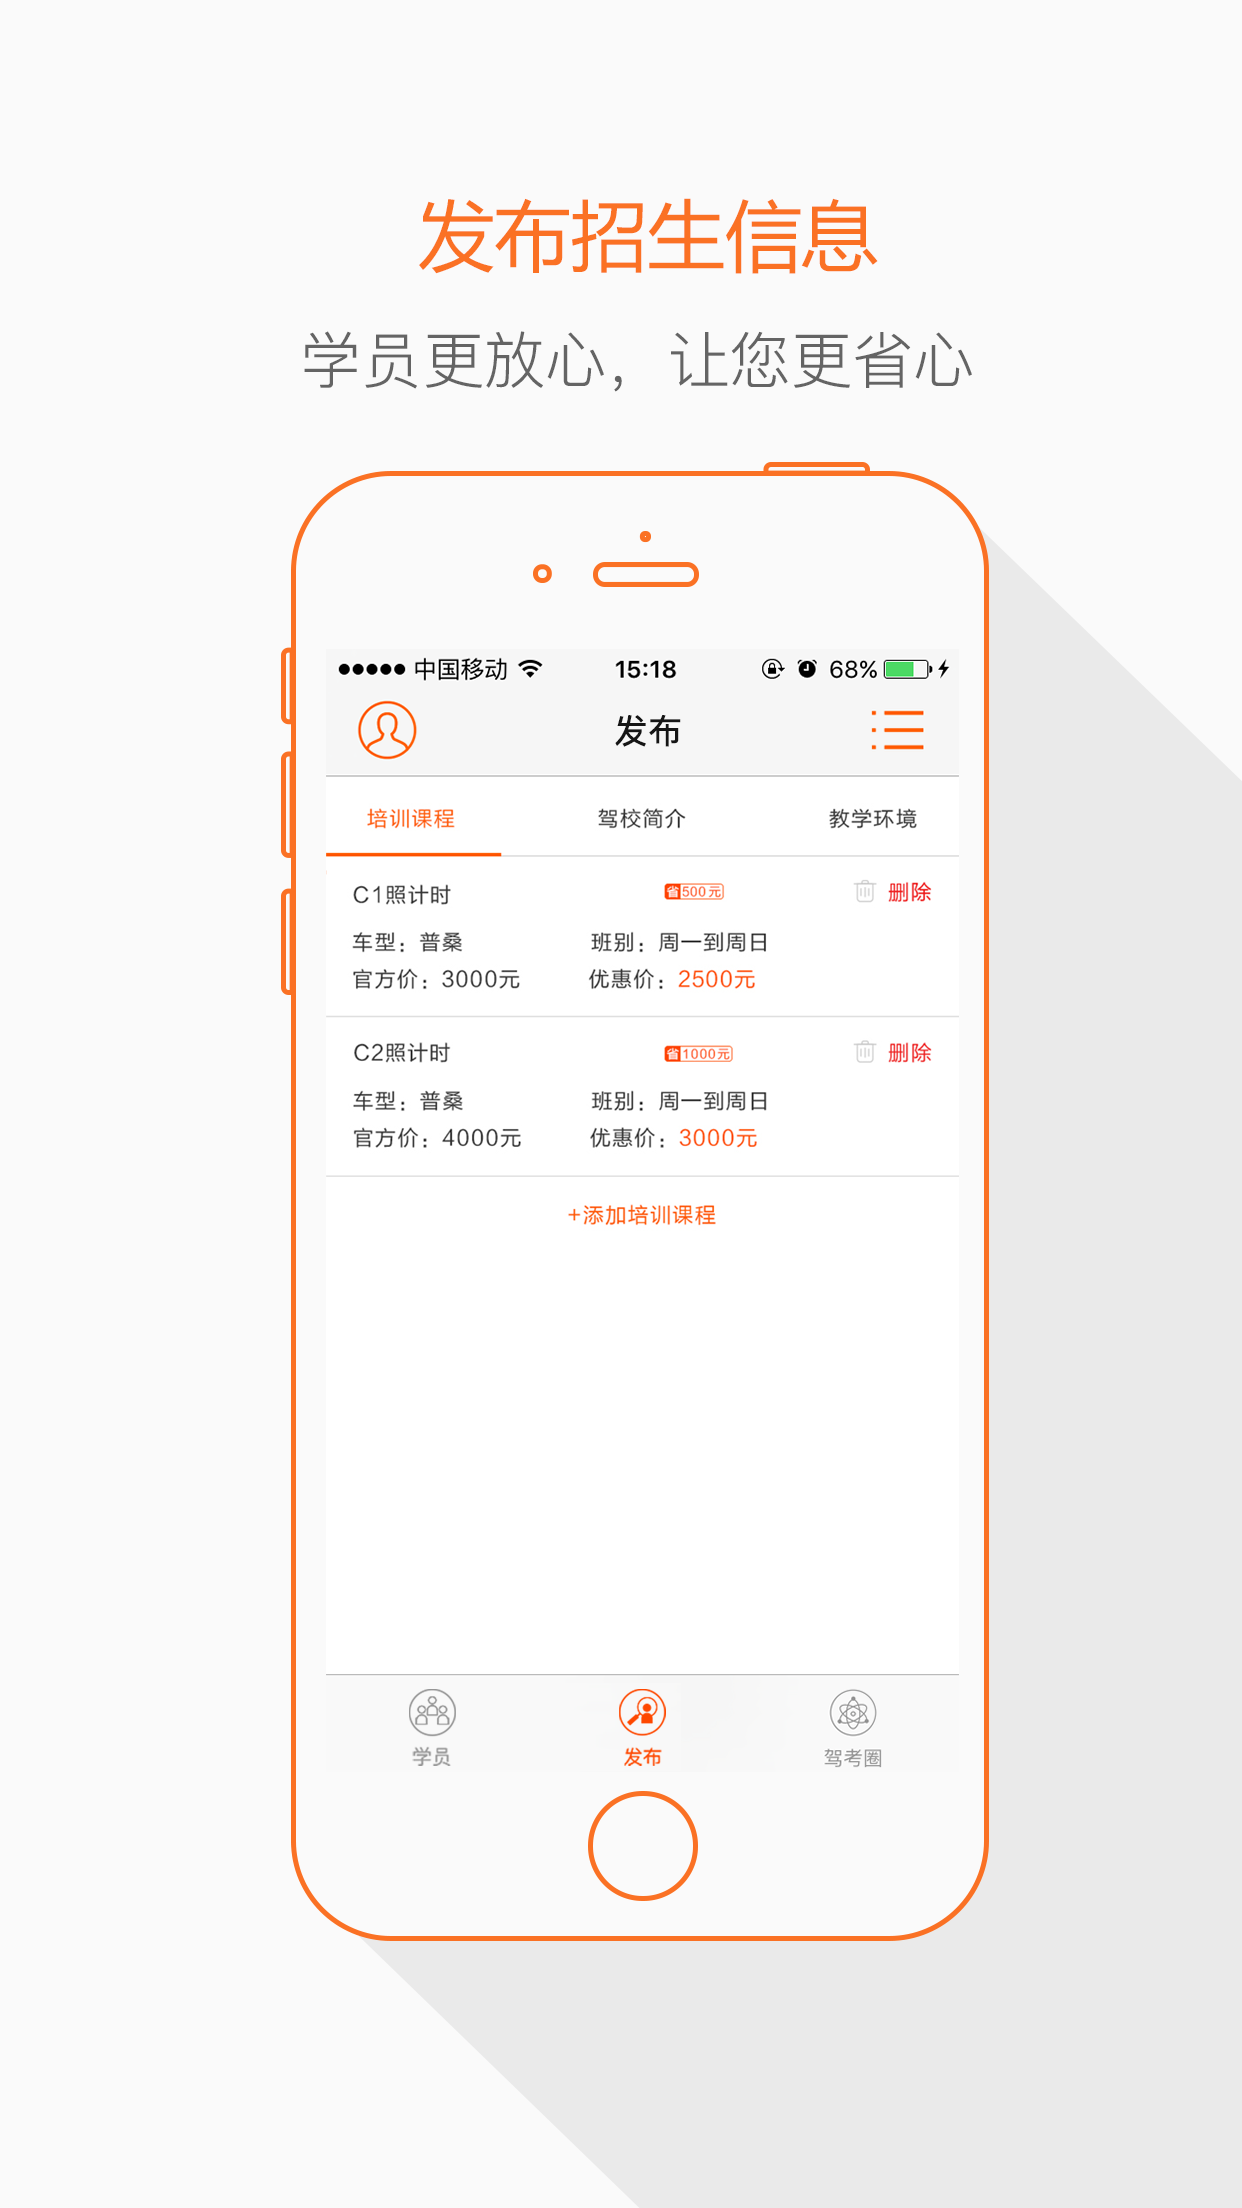 发布招生信息
学员更放心，让您更省心
中国移动 15:18 68%
发布
培训课程 驾校简介 教学环境
C1照计时 省500元 删除
车型：普桑 班别：周一到周日
官方价：3000元 优惠价：2500元
C2照计时 省1000元 删除
车型：普桑 班别：周一到周日
官方价：4000元 优惠价：3000元
+添加培训课程
学员 发布 驾考圈